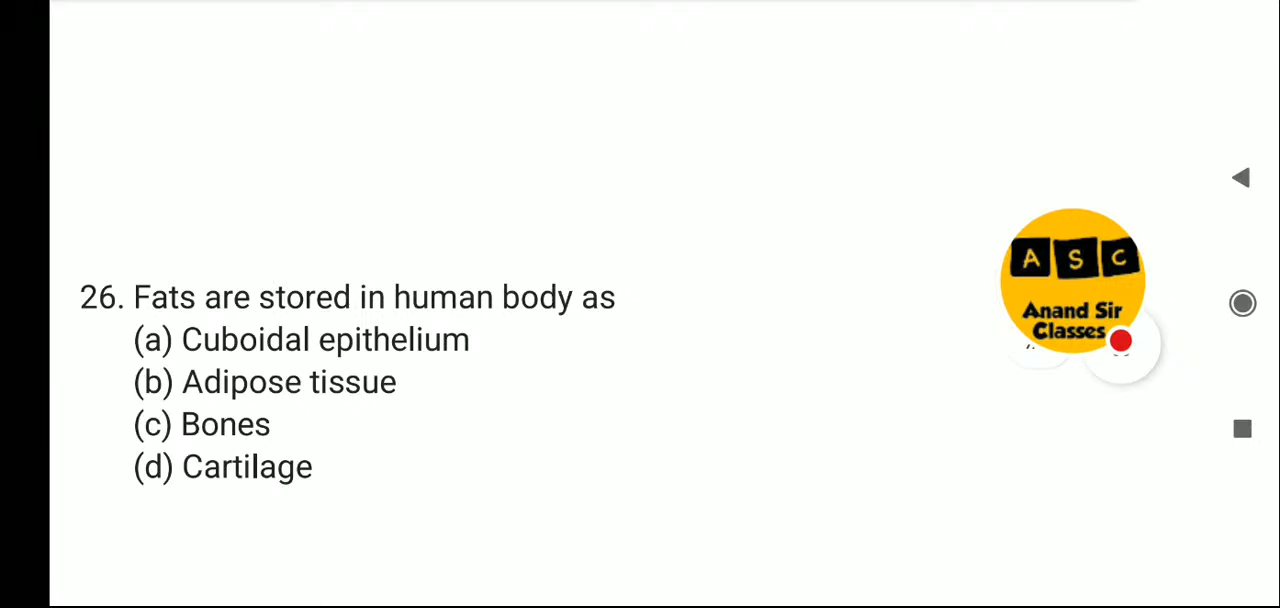 26. Fats are stored in human body as
(a) Cuboidal epithelium
(b) Adipose tissue
(c) Bones
(d) Cartilage
A S C
Anand Sir
Classes